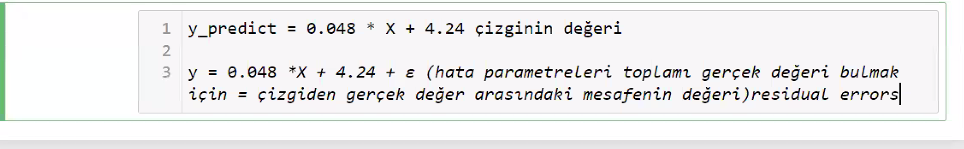 1 y_predict = 0.048 * X + 4.24 çizginin değeri
2
3 y = 0.048 *X + 4.24 + ε (hata parametreleri toplamı gerçek değeri bulmak
için = çizgiden gerçek değer arasındaki mesafenin değeri)residual errors